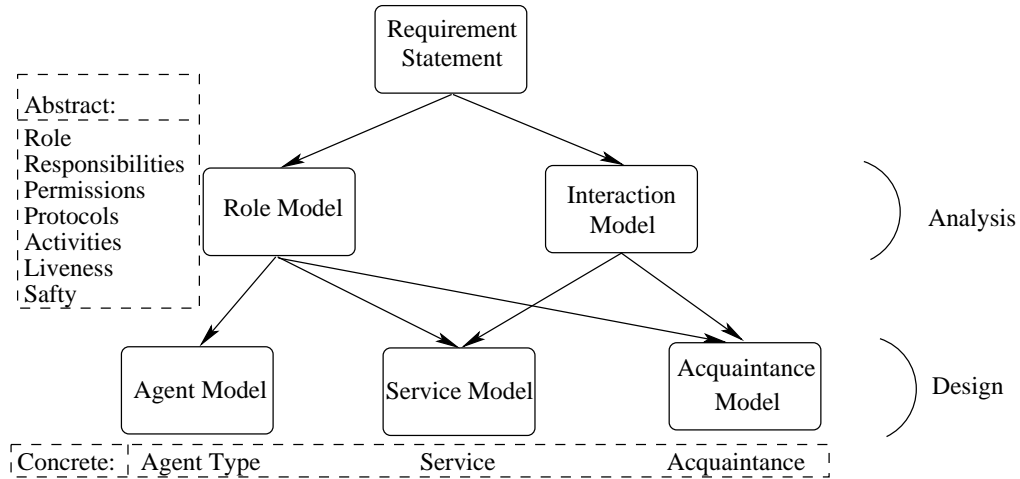 Requirement
Statement
Abstract:
Role
Responsibilities
Permissions
Protocols
Activities
Liveness
Safty
Role Model
Interaction
Model
Analysis
Agent Model
Service Model
Acquaintance
Model
Design
Concrete:
Agent Type
Service
Acquaintance